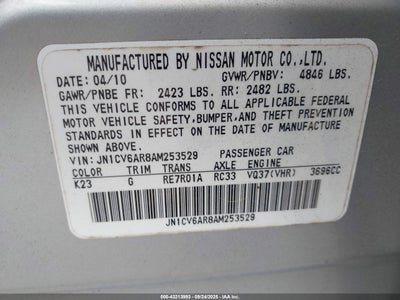 MANUFACTURED BY NISSAN MOTOR CO.,LTD.
DATE: 04/10 GVWR/PNBV: 4846 LBS.
GAWR/PNBE FR: 2423 LBS. RR: 2482 LBS.
THIS VEHICLE CONFORMS TO ALL APPLICABLE FEDERAL
MOTOR VEHICLE SAFETY,BUMPER,AND THEFT PREVENTION
STANDARDS IN EFFECT ON THE DATE OF MANUFACTURE
SHOWN ABOVE.
VIN: JN1CV6AR8AM253529 PASSENGER CAR
COLOR TRIM TRANS AXLE ENGINE
K23 G RE7R01A RC33 VQ37(VHR) 3696CC
JN1CV6AR8AM253529
ID: 43213993 - 09/24/2025 - IAA Inc.